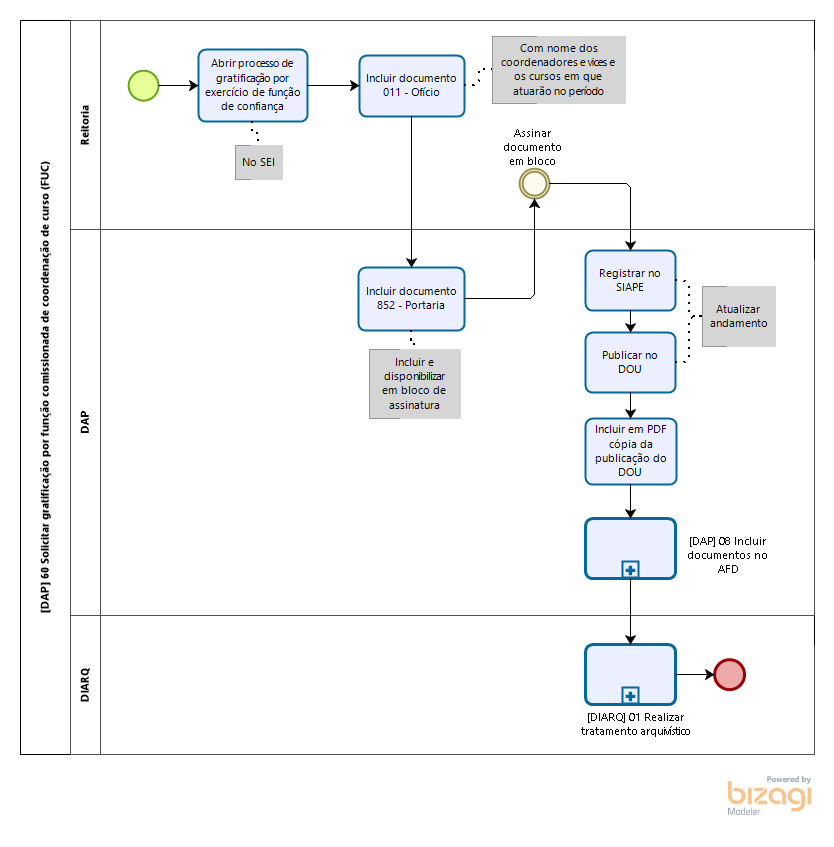 [DAP] 60 Solicitar gratificação por função comissionada de coordenação de curso (FUC)
Reitoria
Abrir processo de
gratificação por
exercício de função
de confiança
No SEI
Incluir documento
011 - Ofício
Com nome dos
coordenadores e vices e
os cursos em que
atuarão no período
Assinar
documento
em bloco
DAP
Incluir documento
852 - Portaria
Incluir e
disponibilizar
em bloco de
assinatura
Registrar no
SIAPE
Atualizar
andamento
Publicar no
DOU
Incluir em PDF
cópia da
publicação do
DOU
[DAP] 08 Incluir
documentos no
AFD
DIARQ
[DIARQ] 01 Realizar
tratamento arquivístico
Powered by
bizagi
Modeler